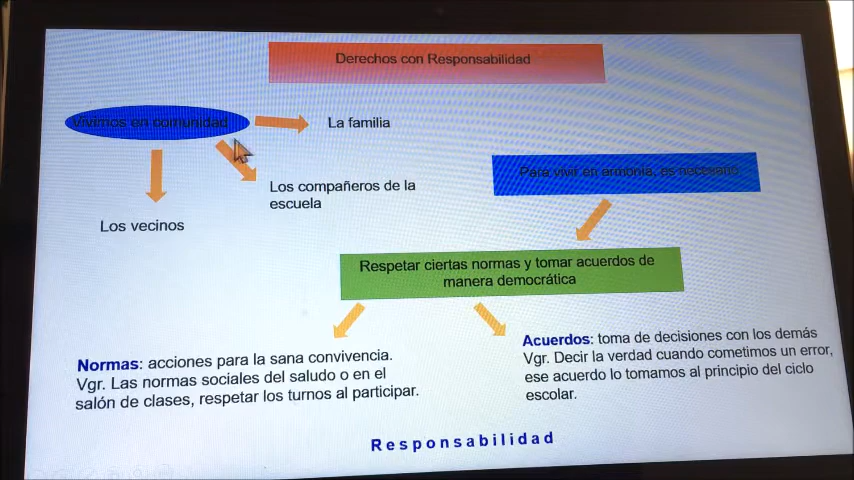 Derechos con Responsabilidad
Vivimos en comunidad
La familia
Los compañeros de la
escuela
Los vecinos
Para vivir en armonía, es necesario
Respetar ciertas normas y tomar acuerdos de
manera democrática
Normas: acciones para la sana convivencia.
Vgr. Las normas sociales del saludo o en el
salón de clases, respetar los turnos al participar.
Acuerdos: toma de decisiones con los demás
Vgr. Decir la verdad cuando cometimos un error,
ese acuerdo lo tomamos al principio del ciclo
escolar.
Responsabilidad